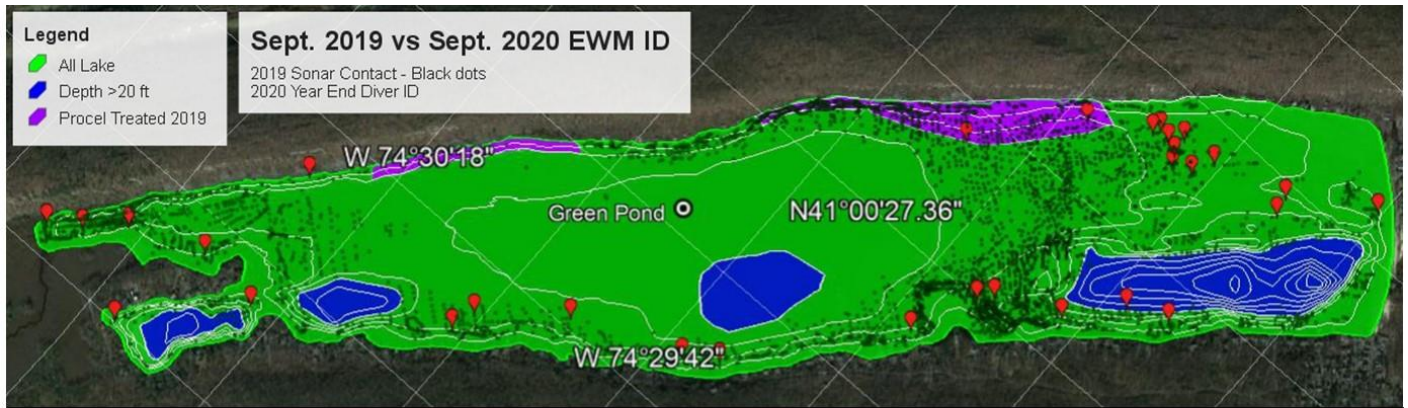 Legend
All Lake
Depth >20 ft
Procel Treated 2019
Sept. 2019 vs Sept. 2020 EWM ID
2019 Sonar Contact - Black dots
2020 Year End Diver ID
W 74°30'18"
Green Pond
N41°00'27.36"
W 74°29'42"